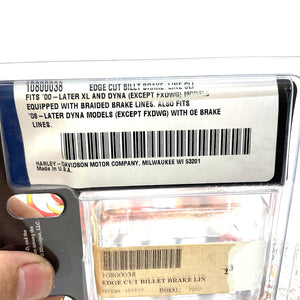 10800038 EDGE CUT BILLET BRAKE LINE CLI
FITS '00-LATER XL AND DYNA (EXCEPT FXDWG) MODELS
EQUIPPED WITH BRAIDED BRAKE LINES. ALSO FITS
'08-LATER DYNA MODELS (EXCEPT FXDWG) WITH OE BRAKE
LINES.
HARLEY-DAVIDSON MOTOR COMPANY, MILWAUKEE WI 53201
Made in U.S.A.
10800038
EDGE CUT BILLET BRAKE LIN